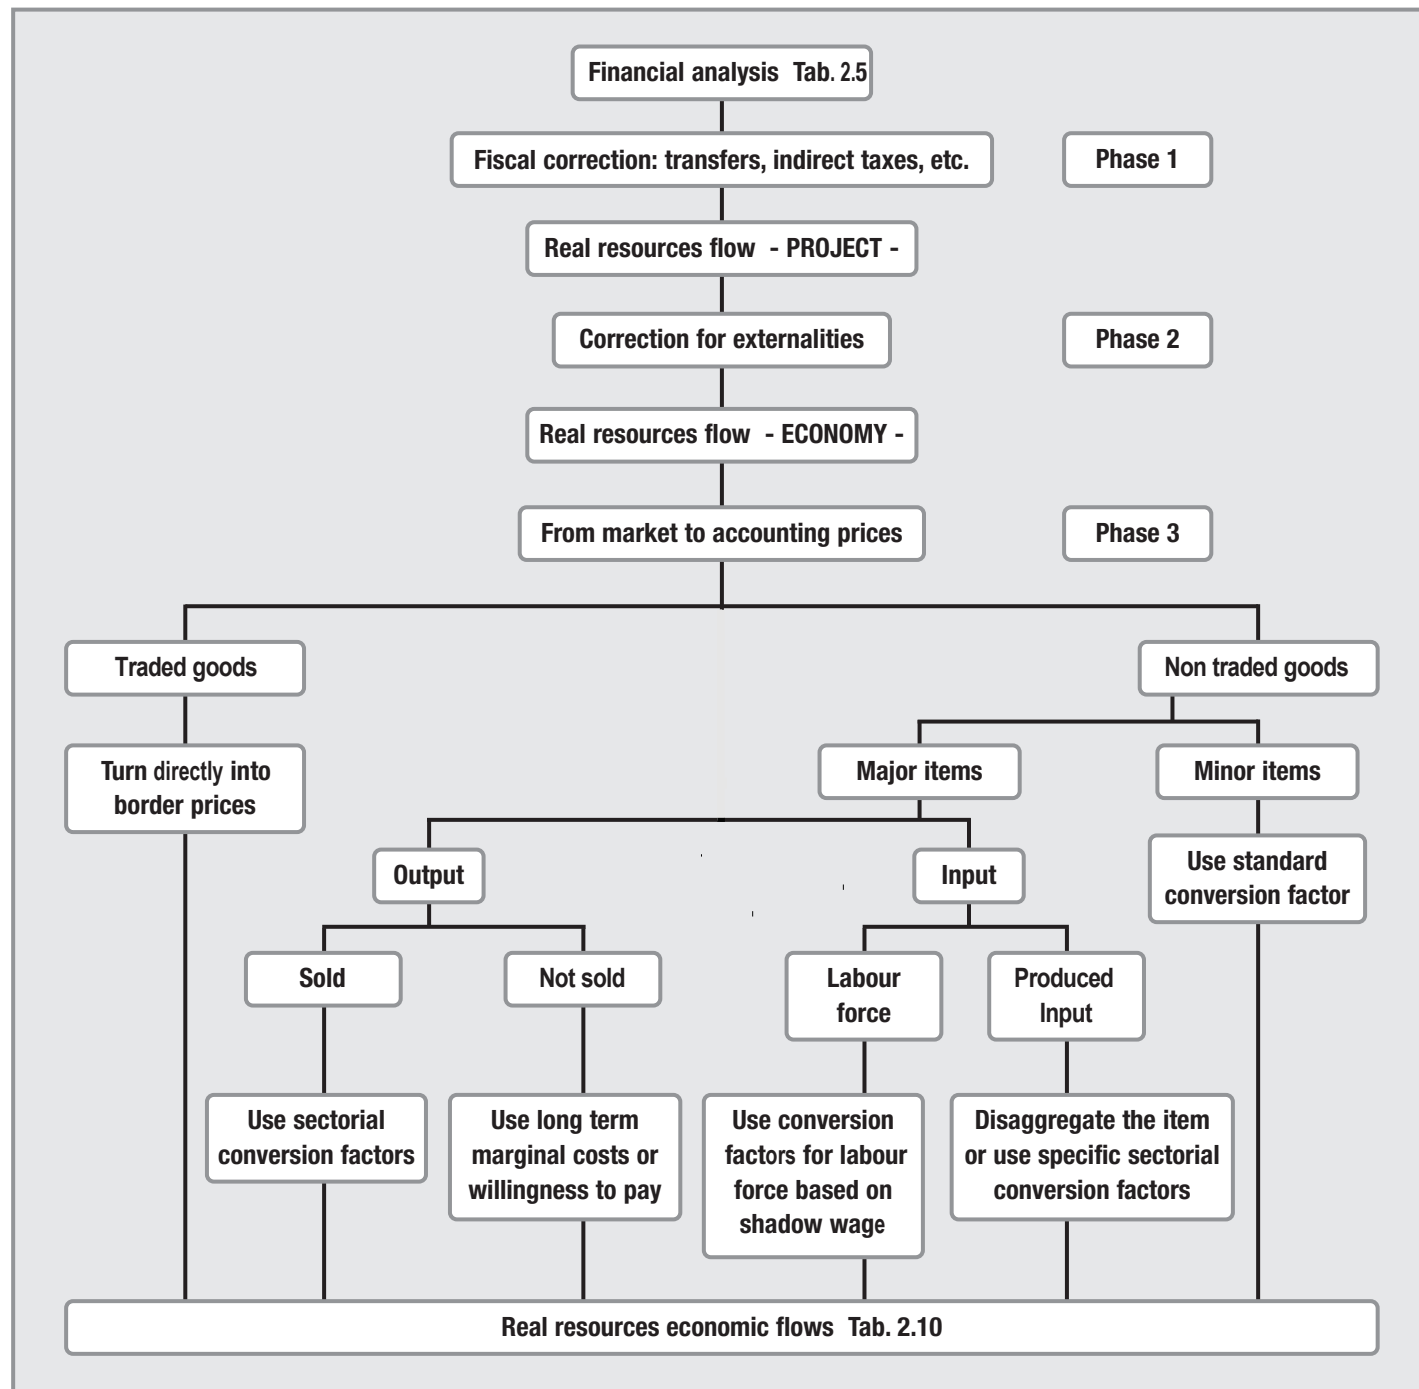 Financial analysis Tab. 2.5
Fiscal correction: transfers, indirect taxes, etc.
Phase 1
Real resources flow - PROJECT -
Correction for externalities
Phase 2
Real resources flow - ECONOMY -
From market to accounting prices
Phase 3
Traded goods
Non traded goods
Turn directly into
border prices
Major items
Minor items
Output
Input
Use standard
conversion factor
Sold
Not sold
Labour
force
Produced
Input
Use sectorial
conversion factors
Use long term
marginal costs or
willingness to pay
Use conversion
factors for labour
force based on
shadow wage
Disaggregate the item
or use specific sectorial
conversion factors
Real resources economic flows Tab. 2.10